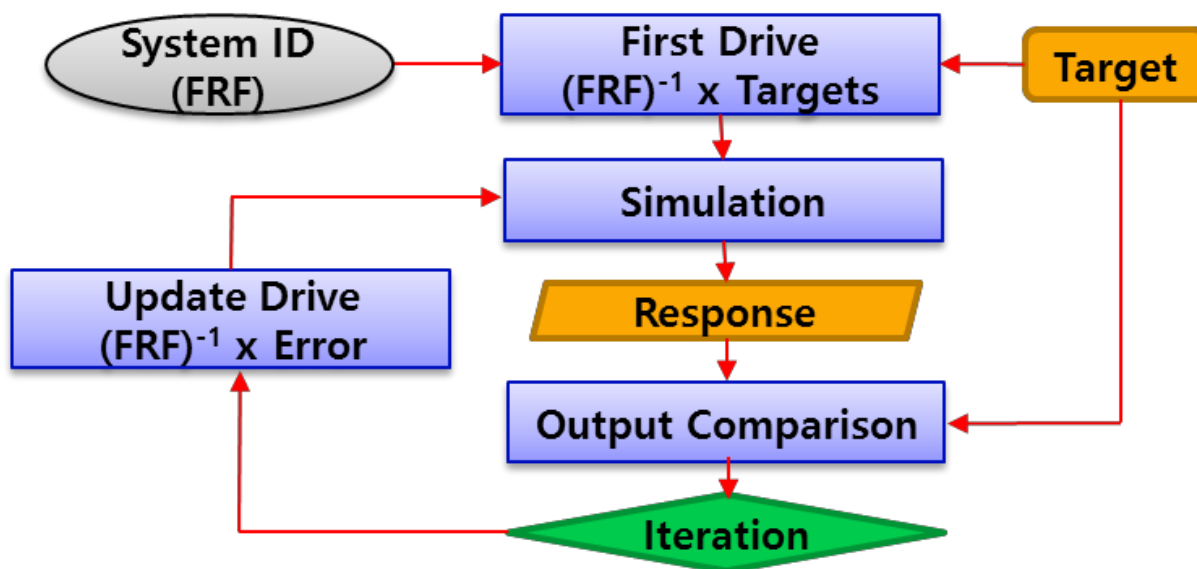 System ID
(FRF)
First Drive
(FRF)⁻¹ x Targets
Target
Simulation
Update Drive
(FRF)⁻¹ x Error
Response
Output Comparison
Iteration